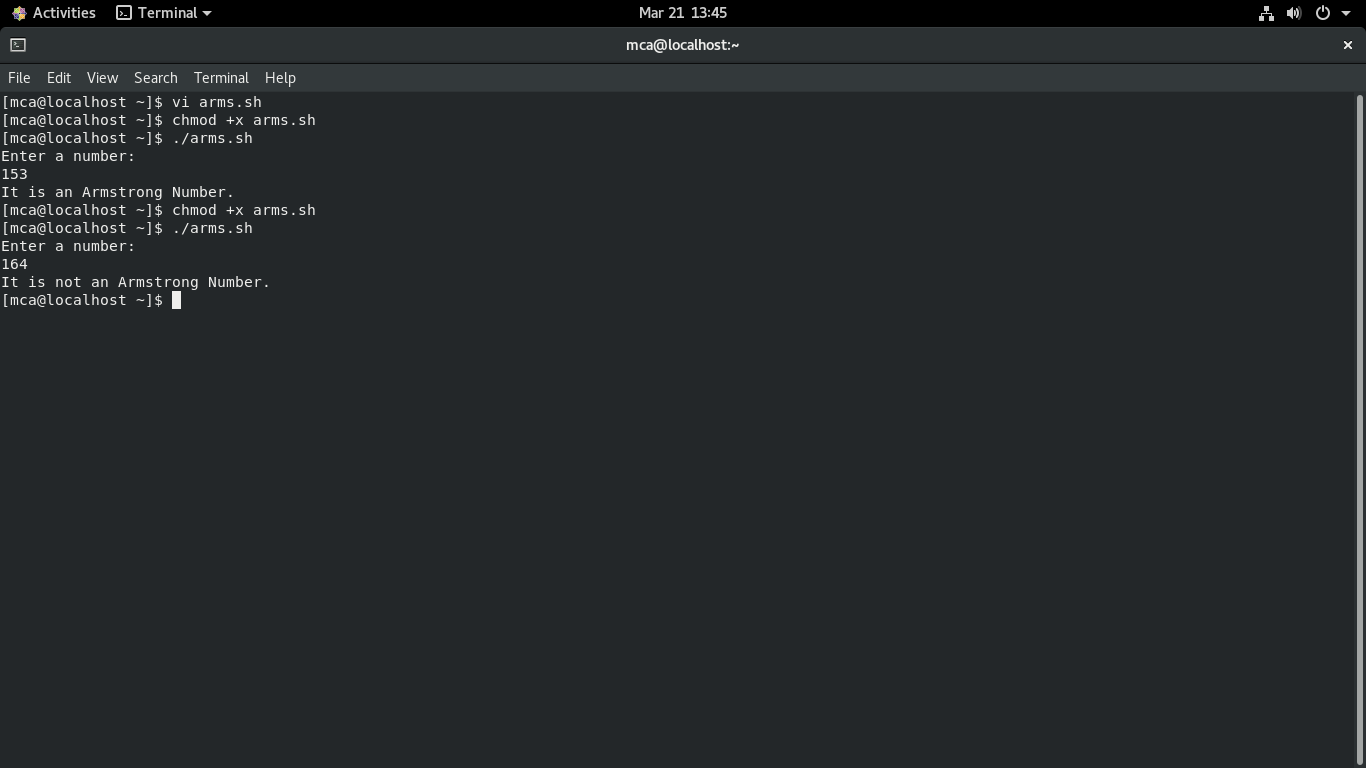 Activities Terminal Mar 21 13:45
mca@localhost:~
File Edit View Search Terminal Help
[mca@localhost ~]$ vi arms.sh
[mca@localhost ~]$ chmod +x arms.sh
[mca@localhost ~]$ ./arms.sh
Enter a number:
153
It is an Armstrong Number.
[mca@localhost ~]$ chmod +x arms.sh
[mca@localhost ~]$ ./arms.sh
Enter a number:
164
It is not an Armstrong Number.
[mca@localhost ~]$